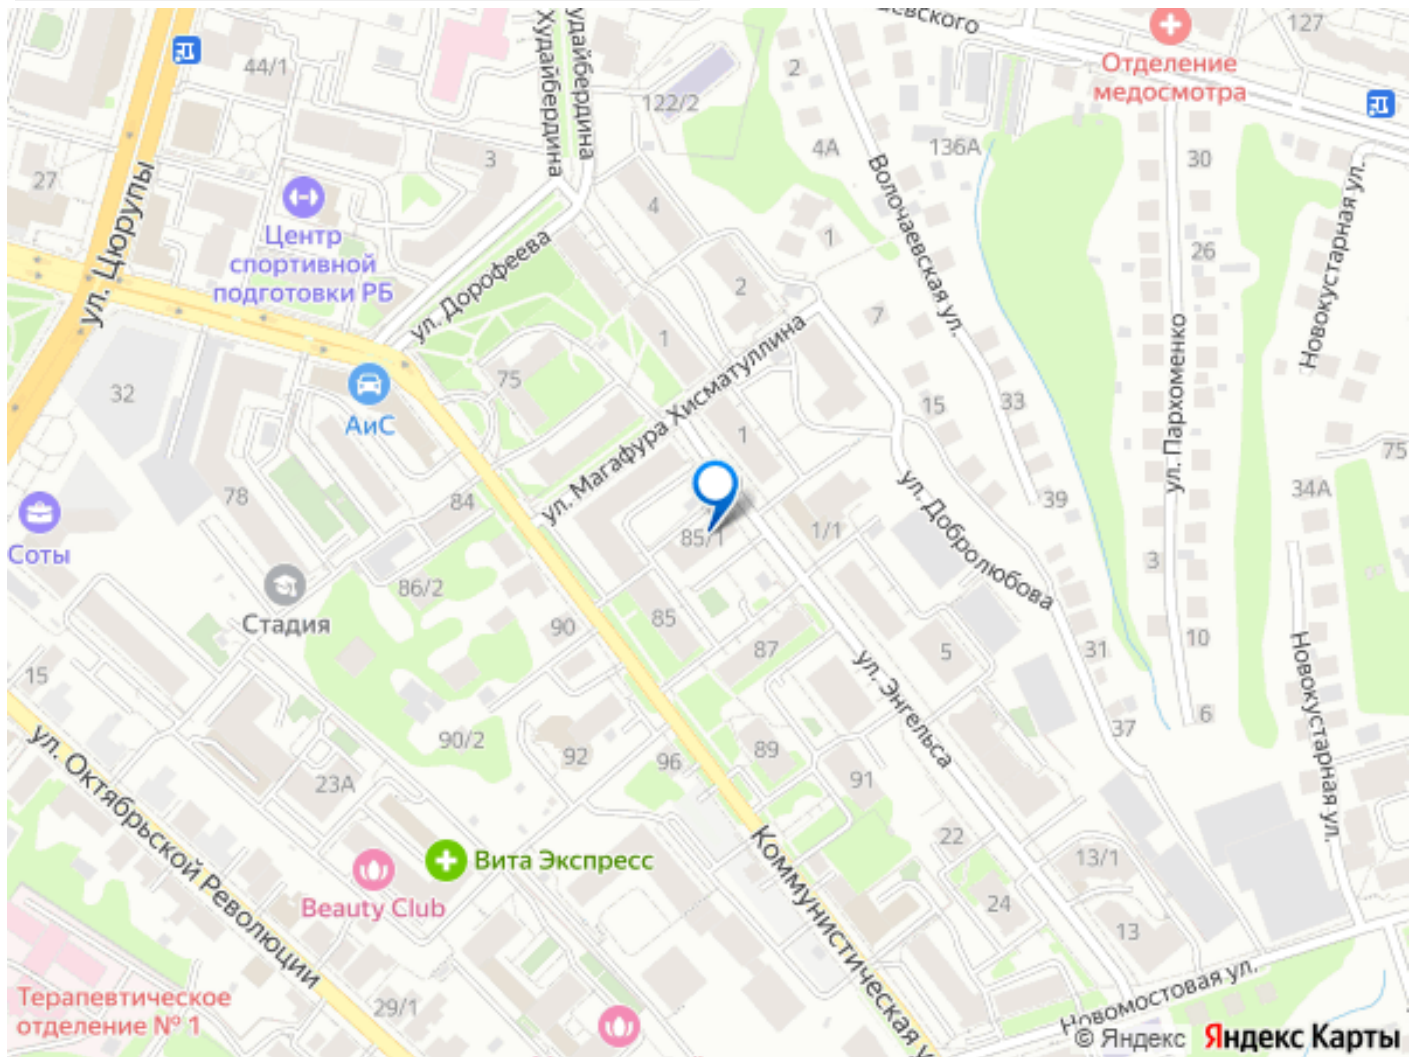 Худайбердина
удайбердина
евского
127
44/1
2
Отделение
медосмотра
122/2
3
4А
136А
30
27
ул. Цюрупы
Волочаевская ул.
Новокустарная ул.
4
Центр
спортивной
подготовки РБ
ул. Дорофеева
1
26
2
7
ул. Пархоменко
1
75
32
АиС
ул. Магафура Хисматуллина
15
33
1
75
78
84
ул. Добролюбова
39
34А
Соты
85/1
1/1
3
86/2
Стадия
85
90
87
5
31
10
15
ул. Энгельса
Новокустарная ул.
6
37
90/2
92
96
89
91
ул. Октябрьской Революции
23А
22
13/1
Вита Экспресс
Коммунистическая
Beauty Club
24
13
Терапевтическое
отделение № 1
29/1
Новомостовая ул.
© Яндекс Яндекс Карты